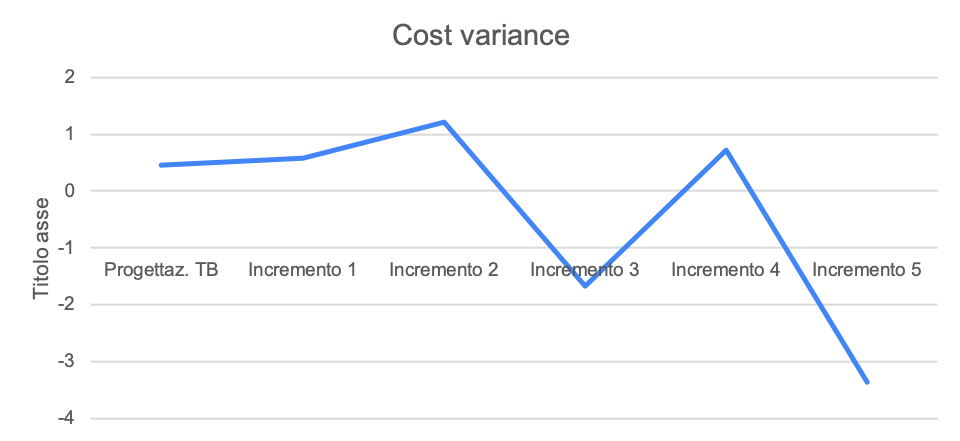 Cost variance
2
1
0
-1
-2
-3
-4
Titolo asse
Progettaz. TB Incremento 1 Incremento 2 Incremento 3 Incremento 4 Incremento 5